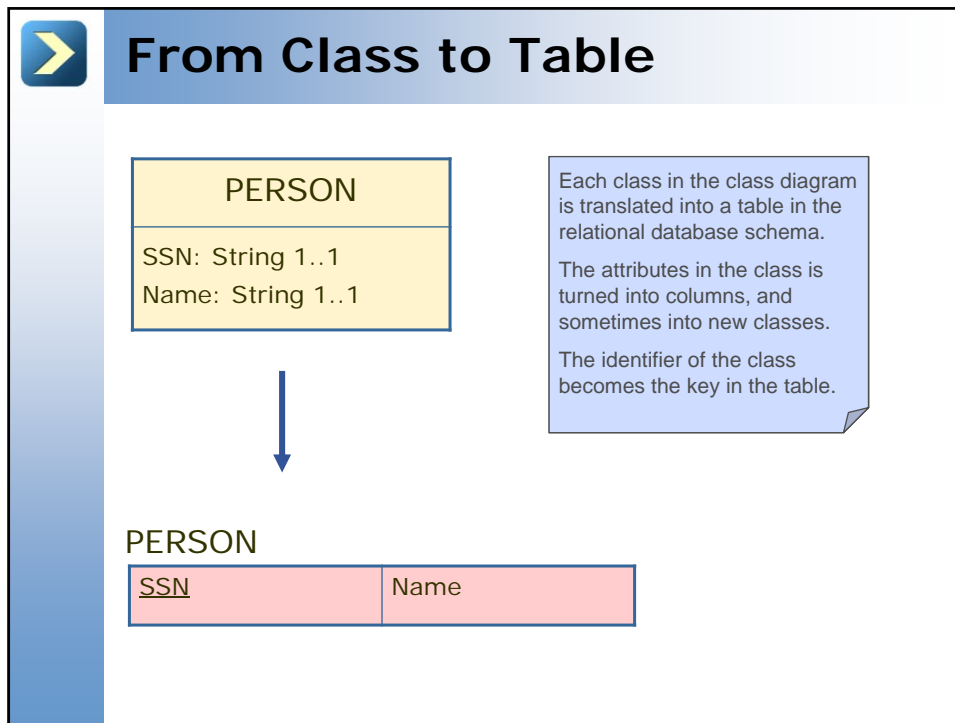 From Class to Table
PERSON
SSN: String 1..1
Name: String 1..1
Each class in the class diagram
is translated into a table in the
relational database schema.
The attributes in the class is
turned into columns, and
sometimes into new classes.
The identifier of the class
becomes the key in the table.
PERSON
SSN Name